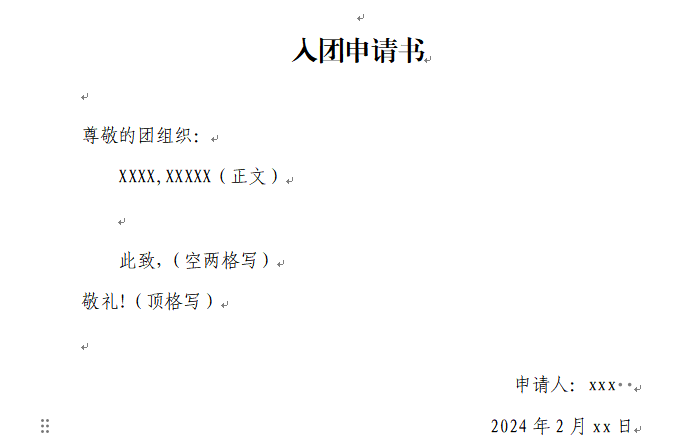 入团申请书
尊敬的团组织：
XXXX,XXXXX（正文）
此致,（空两格写）
敬礼!（顶格写）
申请人：xxx
2024 年 2 月 xx 日